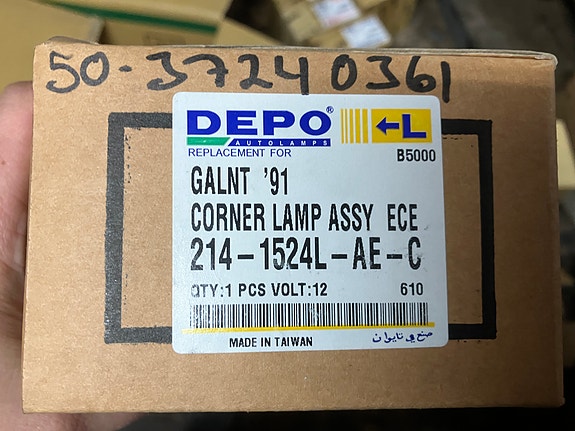 50-37240361
DEPO® ←L
AUTOLAMPS
REPLACEMENT FOR B5000
GALNT '91
CORNER LAMP ASSY ECE
214-1524L-AE-C
QTY:1 PCS VOLT:12 610
MADE IN TAIWAN صنع في تايوان